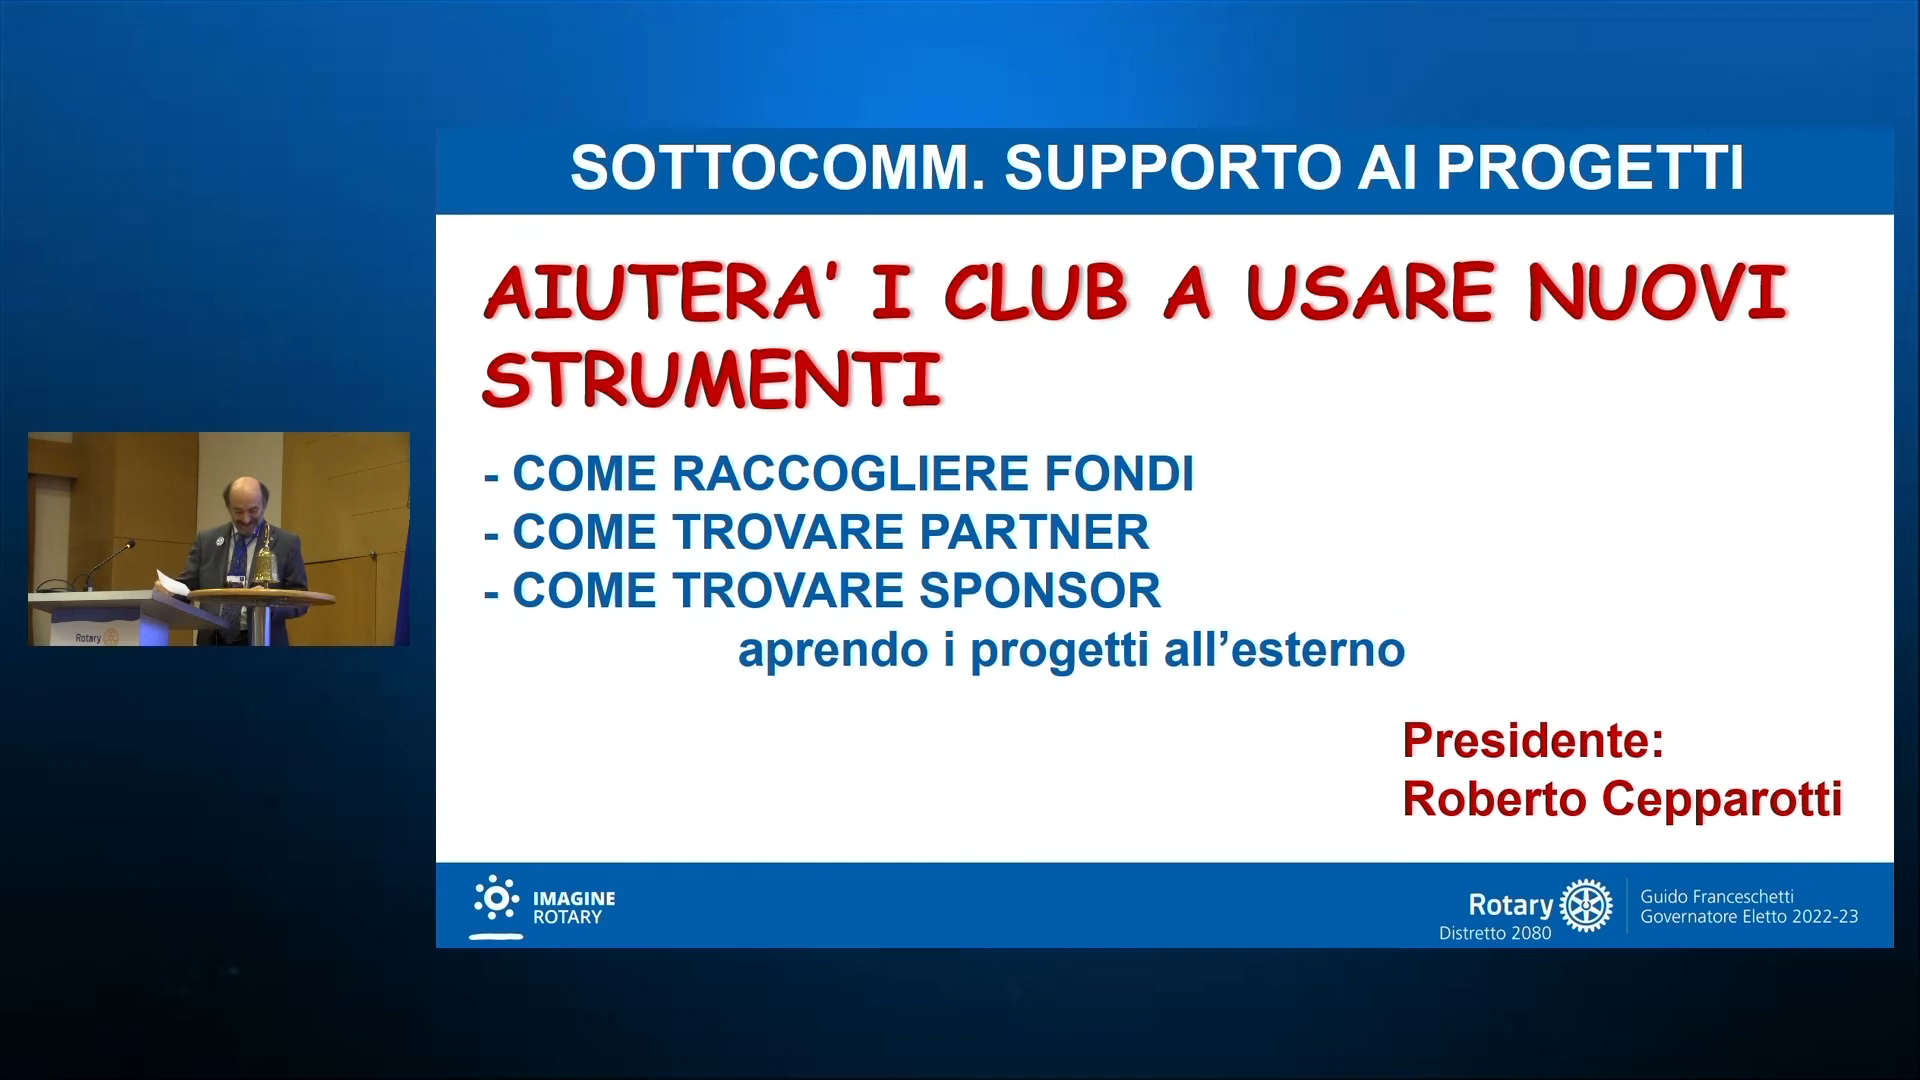 SOTTOCOMM. SUPPORTO AI PROGETTI
AIUTERA’ I CLUB A USARE NUOVI
STRUMENTI
- COME RACCOGLIERE FONDI
- COME TROVARE PARTNER
- COME TROVARE SPONSOR
aprendo i progetti all’esterno
Presidente:
Roberto Cepparotti
Rotary
IMAGINE
ROTARY
Rotary
Distretto 2080
Guido Franceschetti
Governatore Eletto 2022-23